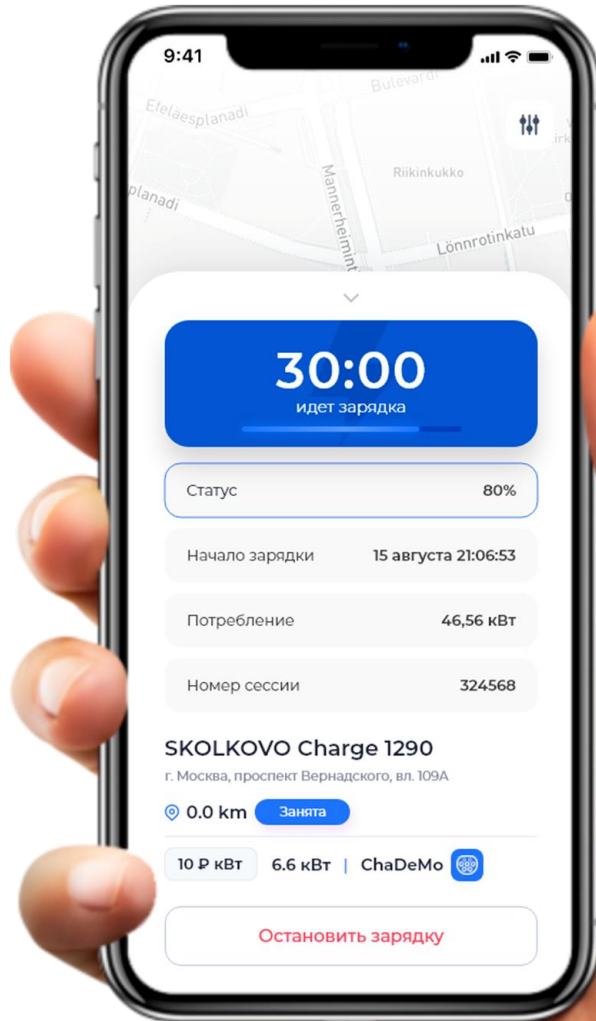 9:41
Bulevardi
Eteläesplanadi
Riikinkukko
planadi
Mannerheimint
Lönnrotinkatu
30:00
идет зарядка
Статус 80%
Начало зарядки 15 августа 21:06:53
Потребление 46,56 кВт
Номер сессии 324568
SKOLKOVO Charge 1290
г. Москва, проспект Вернадского, вл. 109А
0.0 km Занята
10 ₽ кВт 6.6 кВт | ChaDeMo
Остановить зарядку